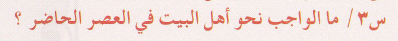 س٣/ ما الواجب نحو أهل البيت في العصر الحاضر ؟